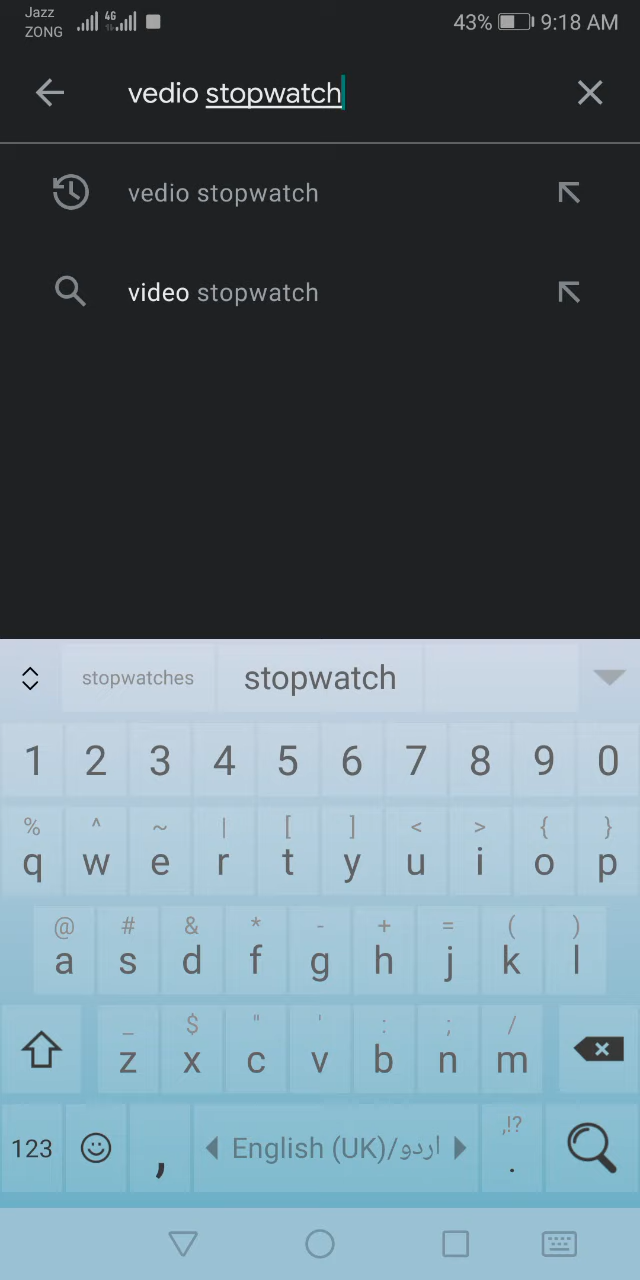 Jazz
ZONG
4G
43% 9:18 AM
vedio stopwatch
vedio stopwatch
video stopwatch
stopwatches stopwatch
1 2 3 4 5 6 7 8 9 0
% ^ ~ | [ ] < > { }
q w e r t y u i o p
@ # & * - + = ( )
a s d f g h j k l
_ $ " ' : ; /
z x c v b n m
,!?
123 , English (UK)/اردو .